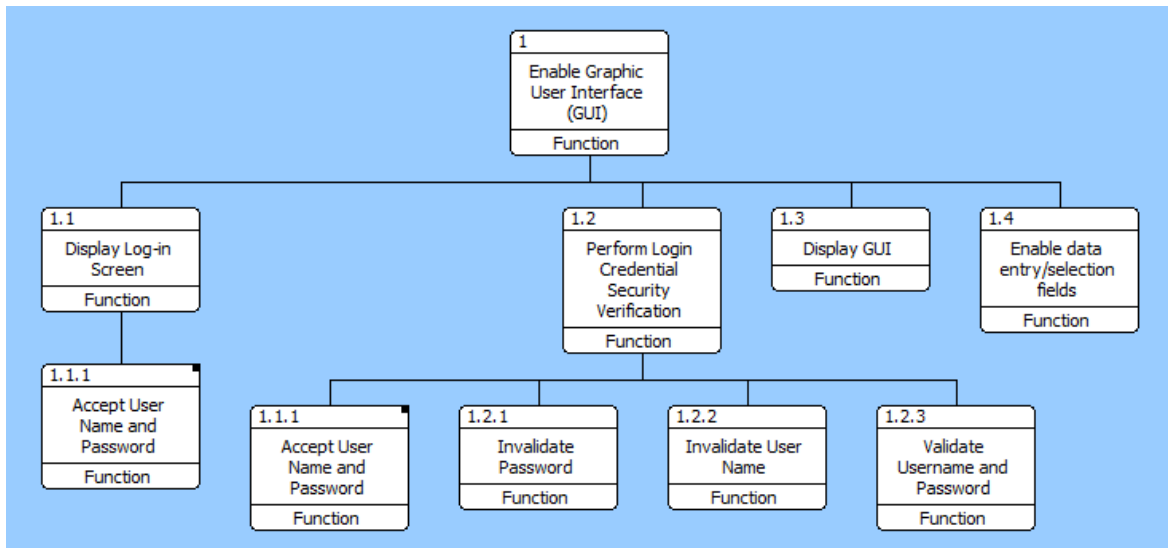 1
Enable Graphic
User Interface
(GUI)
Function
1.1
Display Log-in
Screen
Function
1.2
Perform Login
Credential
Security
Verification
Function
1.3
Display GUI
Function
1.4
Enable data
entry/selection
fields
Function
1.1.1
Accept User
Name and
Password
Function
1.1.1
Accept User
Name and
Password
Function
1.2.1
Invalidate
Password
Function
1.2.2
Invalidate User
Name
Function
1.2.3
Validate
Username and
Password
Function